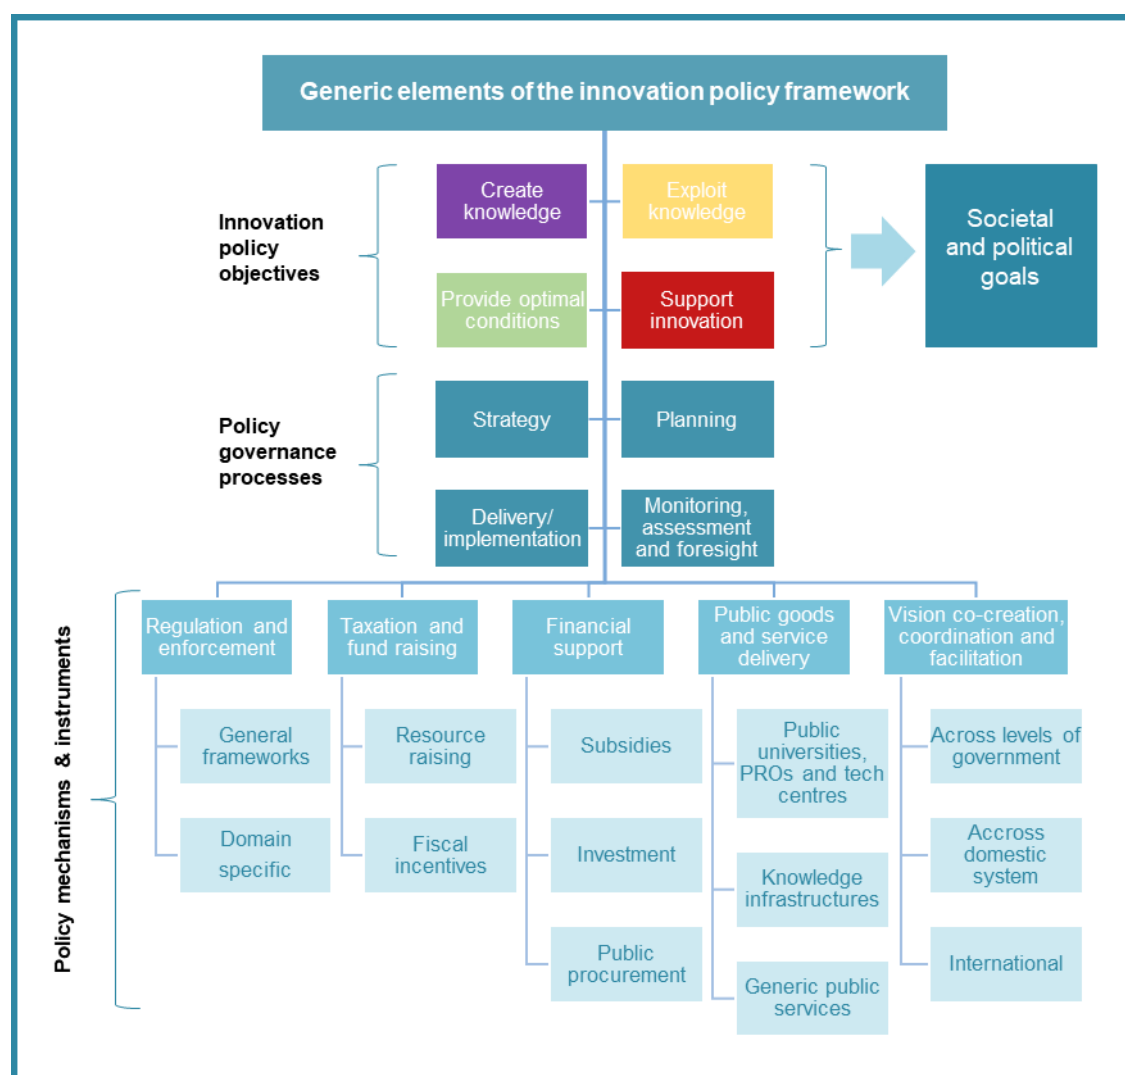 Generic elements of the innovation policy framework
Innovation
policy
objectives
Create
knowledge
Exploit
knowledge
Provide optimal
conditions
Support
innovation
Societal
and political
goals
Policy
governance
processes
Strategy
Planning
Delivery/
implementation
Monitoring,
assessment
and foresight
Policy mechanisms & instruments
Regulation and
enforcement
General
frameworks
Domain
specific
Taxation and
fund raising
Resource
raising
Fiscal
incentives
Financial
support
Subsidies
Investment
Public
procurement
Public goods
and service
delivery
Public
universities,
PROs and tech
centres
Knowledge
infrastructures
Generic public
services
Vision co-creation,
coordination and
facilitation
Across levels of
government
Accross
domestic
system
International